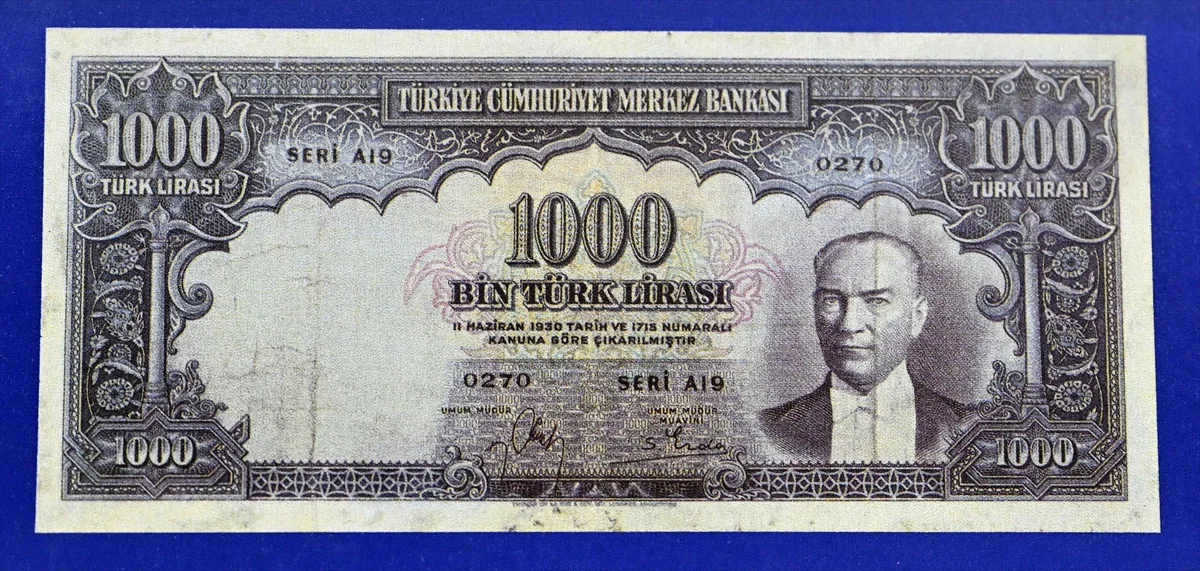 TÜRKİYE CÜMHURİYET MERKEZ BANKASI
1000
TÜRK LİRASI
SERİ A19
0270
1000
TÜRK LİRASI
1000
BİN TÜRK LİRASI
11 HAZİRAN 1930 TARİH VE 1715 NUMARALI
KANUNA GÖRE ÇIKARILMIŞTIR
0270 SERİ A19
UMUM MÜDÜR
UMUM MÜDÜR
MUAVİNİ
1000
1000